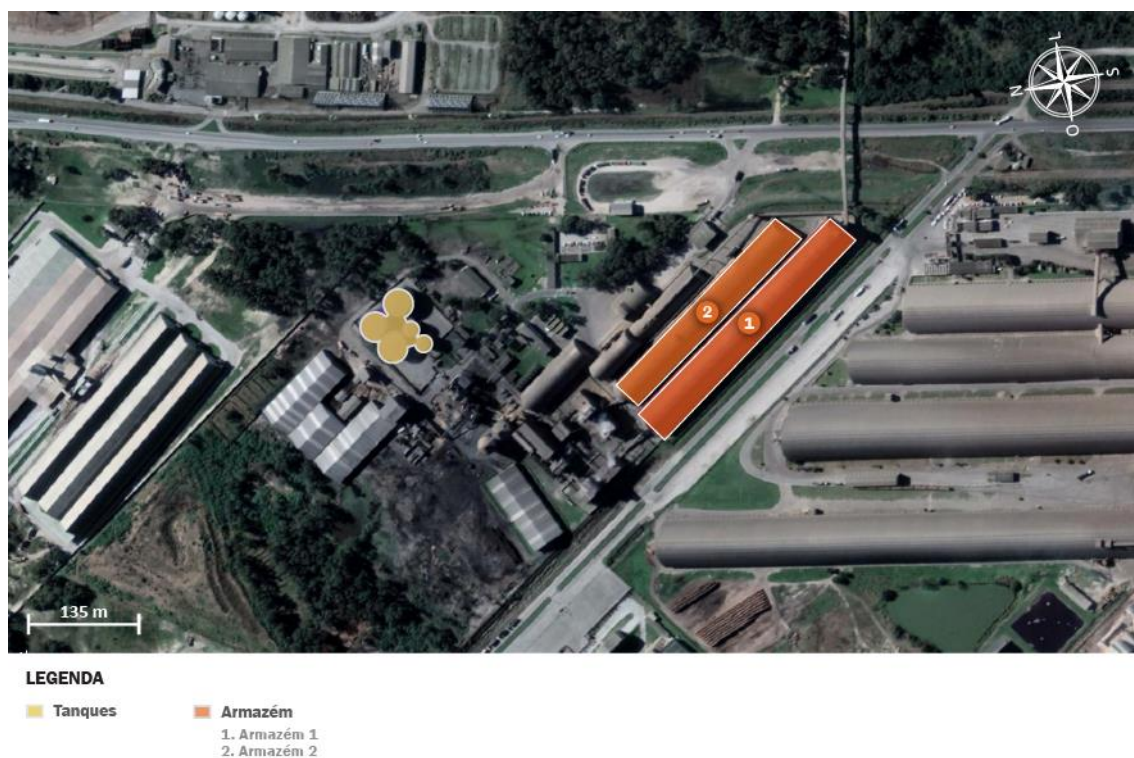 L
N
S
O
2
1
135 m
LEGENDA
Tanques
Armazém
1. Armazém 1
2. Armazém 2